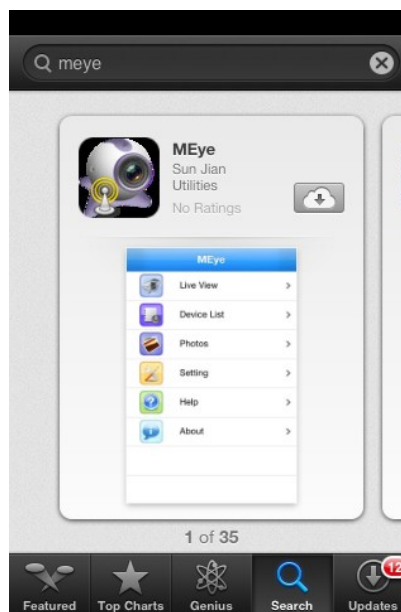 meye
MEye
Sun Jian
Utilities
No Ratings
MEye
Live View
Device List
Photos
Setting
Help
About
1 of 35
12
Featured
Top Charts
Genius
Search
Updates